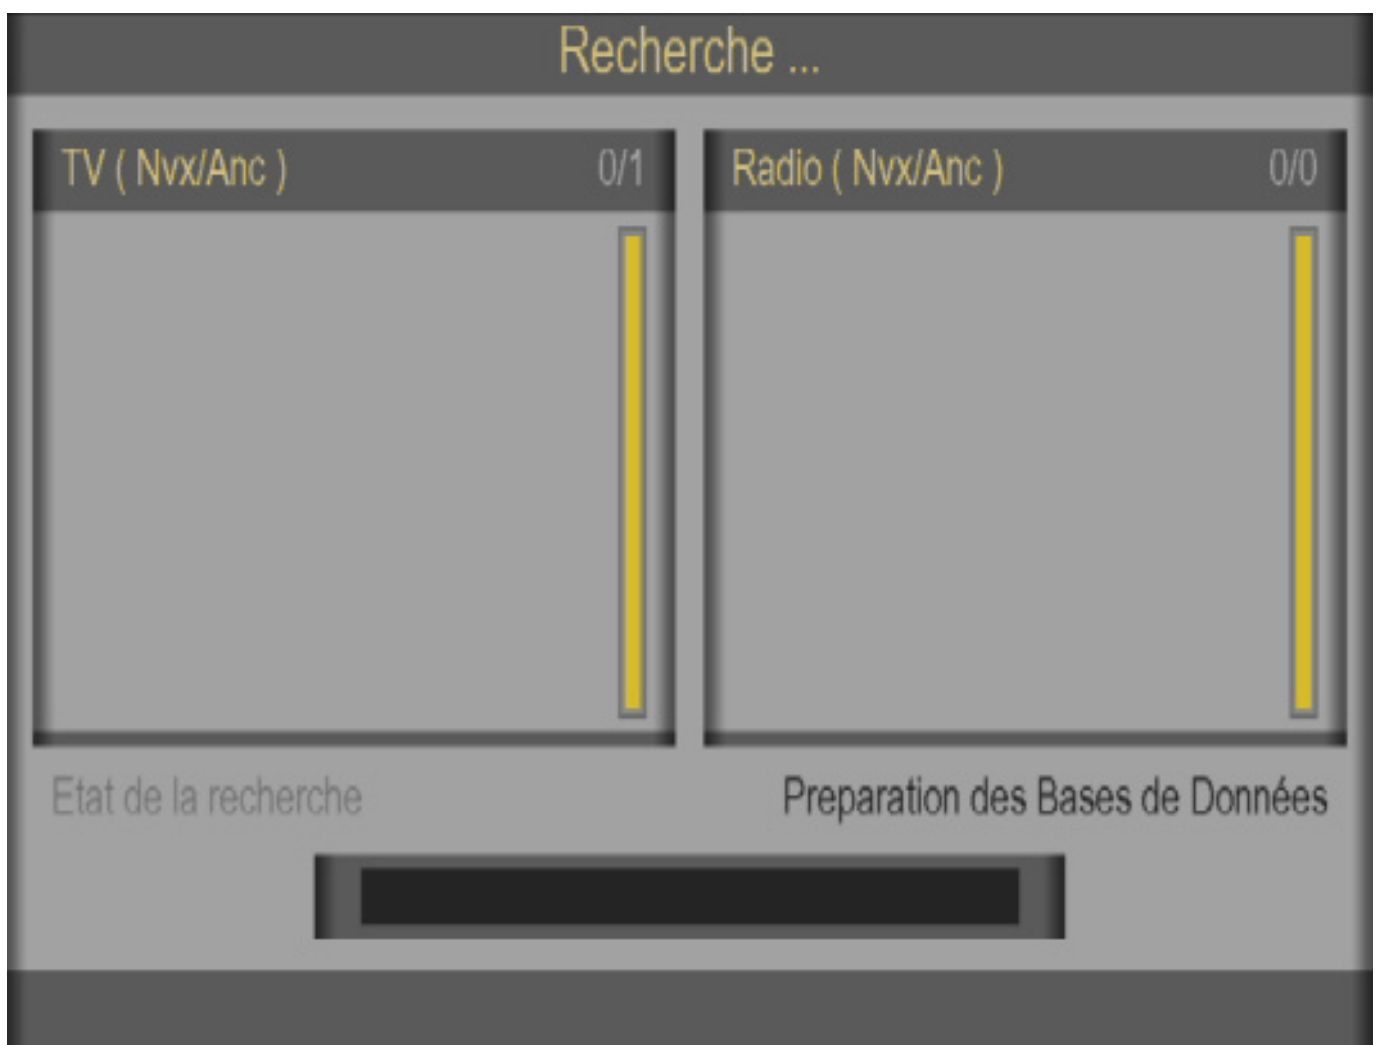 Recherche ...
TV ( Nvx/Anc ) 0/1
Radio ( Nvx/Anc ) 0/0
Etat de la recherche
Preparation des Bases de Données